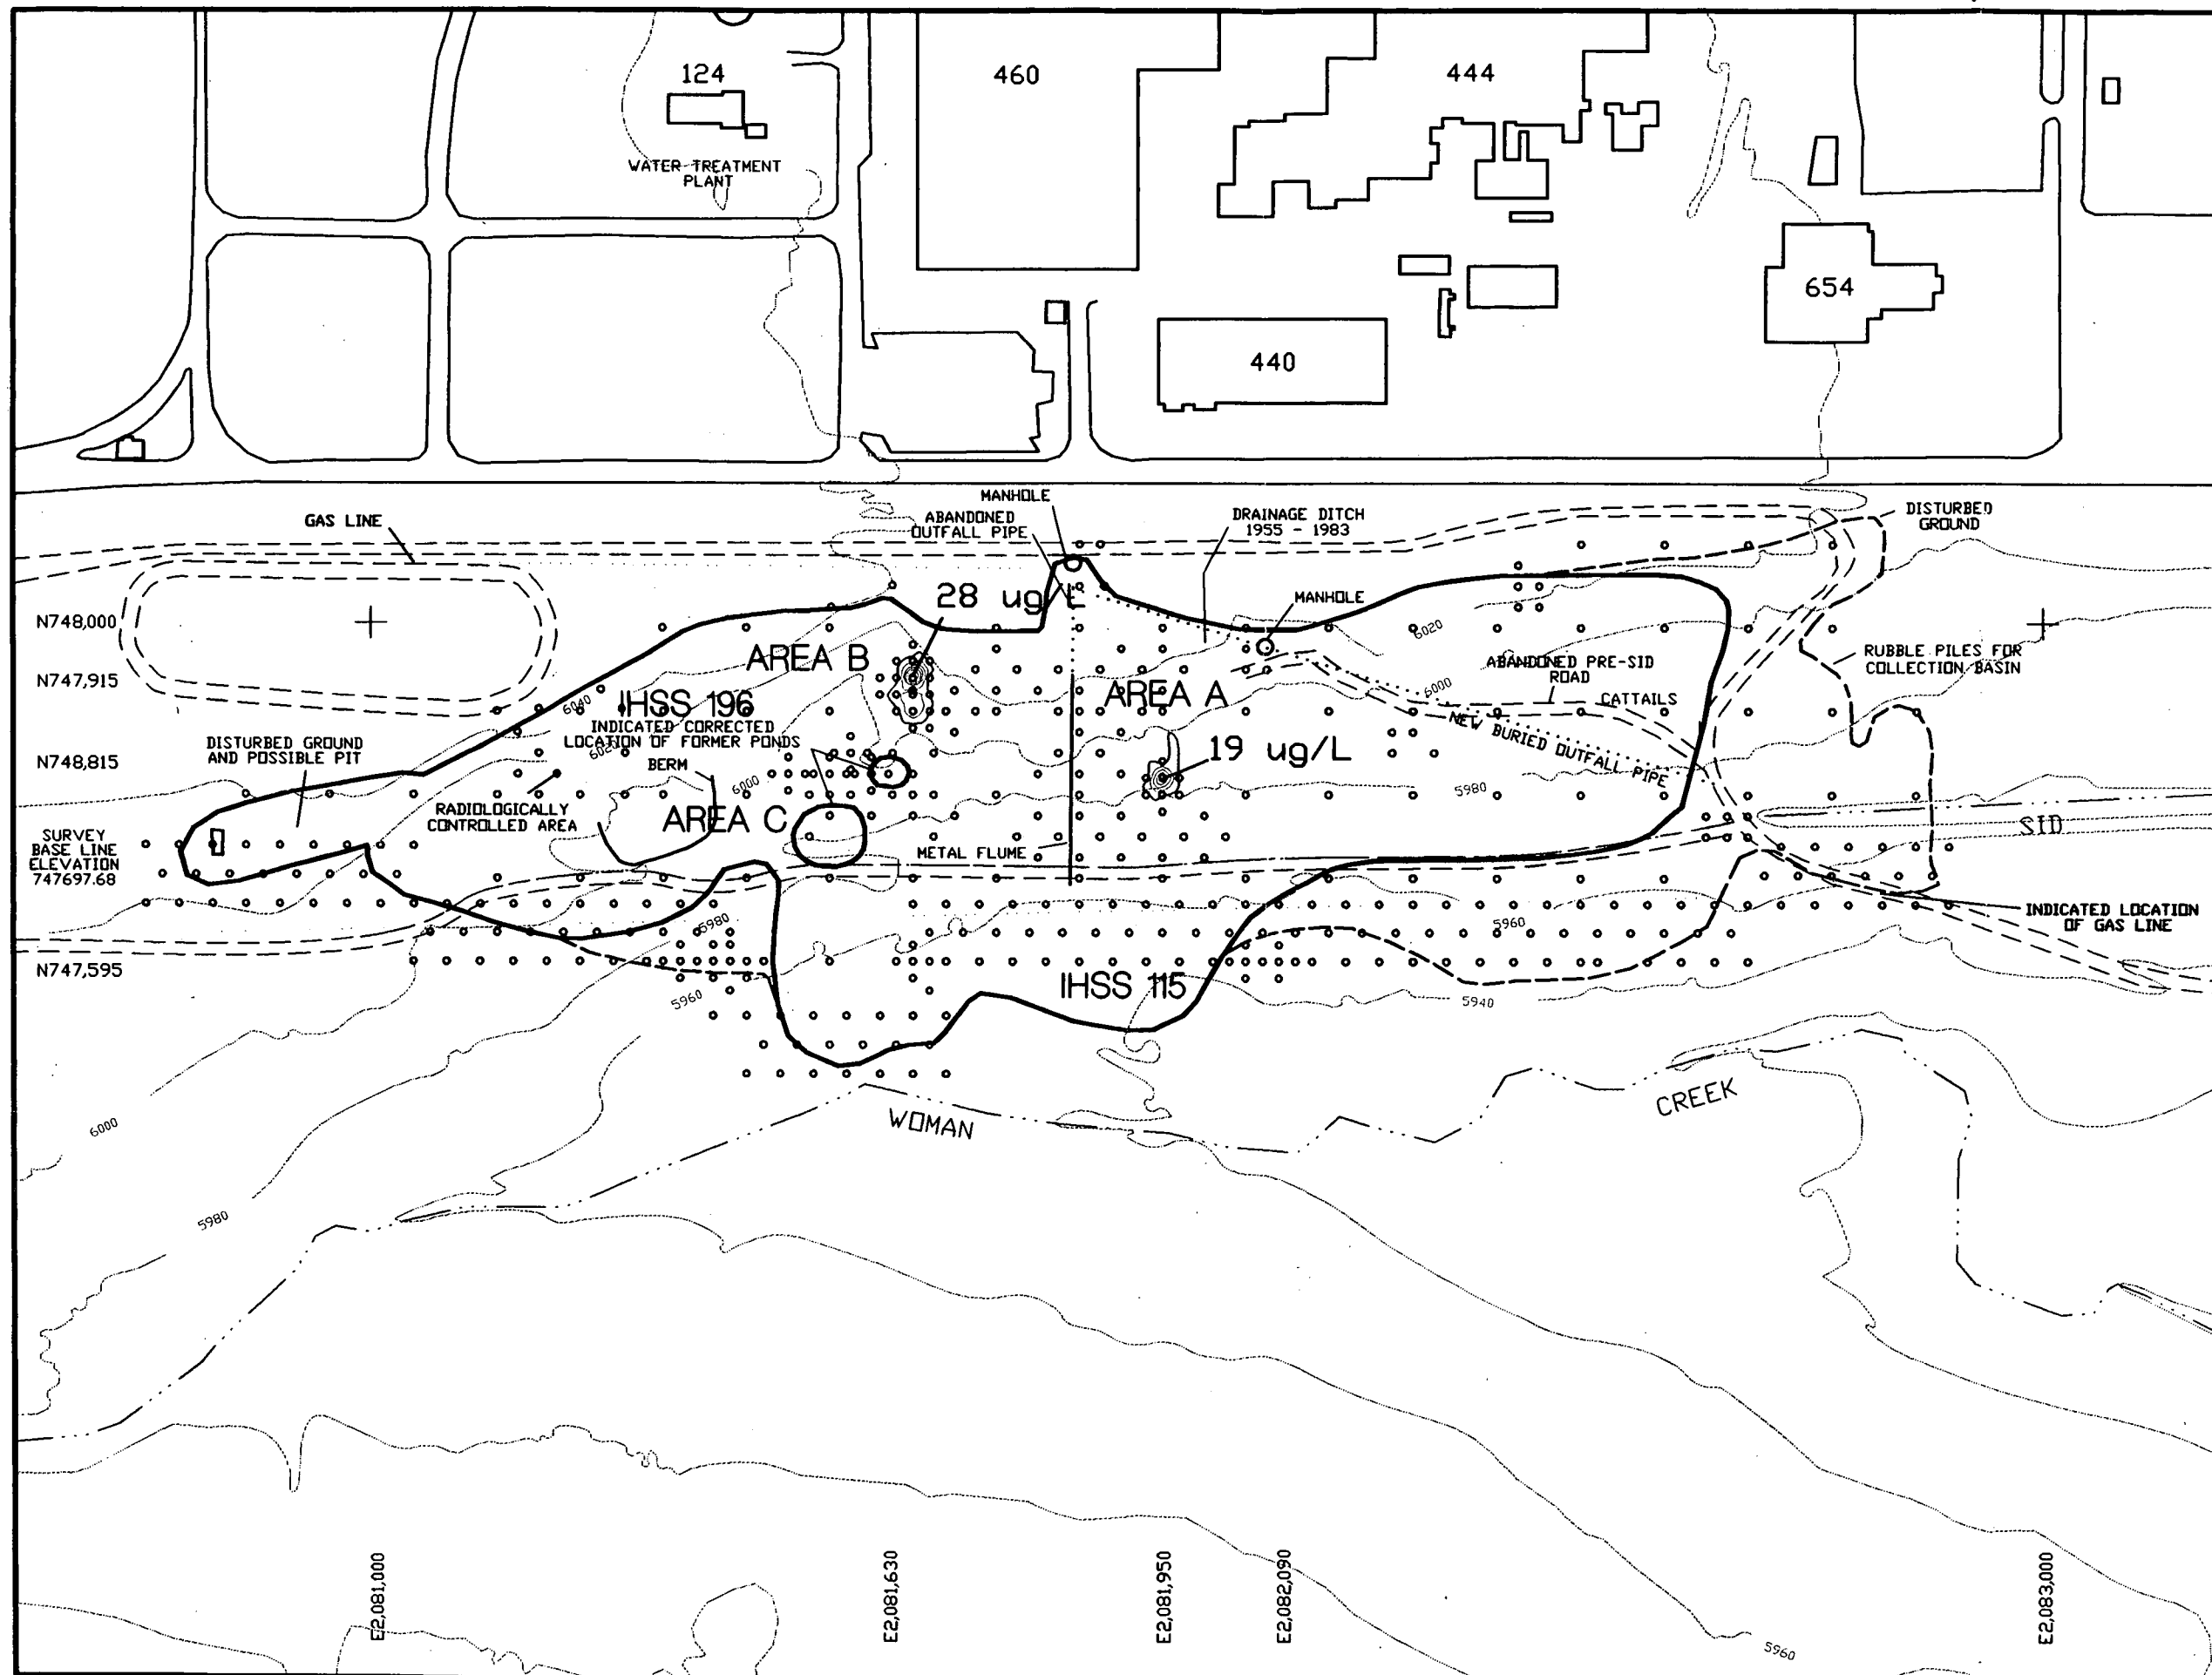 124
460
444
WATER TREATMENT
PLANT
654
440
MANHOLE
GAS LINE
ABANDONED
OUTFALL PIPE
DRAINAGE DITCH
1955 - 1983
DISTURBED
GROUND
28 ug/L
MANHOLE
N748,000
6020
AREA B
ABANDONED PRE-SID
ROAD
RUBBLE PILES FOR
COLLECTION BASIN
N747,915
6000
AREA A
CATTAILS
6040
IHSS 196
NEW BURIED OUTFALL PIPE
INDICATED CORRECTED
LOCATION OF FORMER PONDS
DISTURBED GROUND
AND POSSIBLE PIT
6020
19 ug/L
N748,815
BERM
6000
5980
RADIOLOGICALLY
CONTROLLED AREA
AREA C
SID
SURVEY
BASE LINE
ELEVATION
747697.68
METAL FLUME
INDICATED LOCATION
OF GAS LINE
5980
5960
N747,595
IHSS 115
5960
5940
CREEK
WOMAN
6000
5980
E2,081,000
E2,081,630
E2,081,950
E2,082,090
E2,083,000
5960